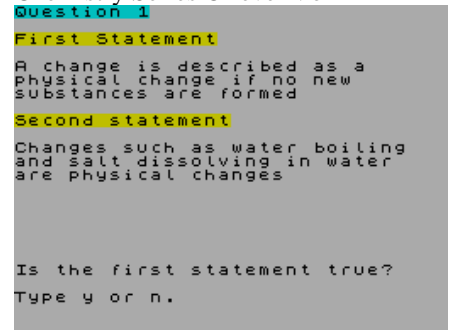 Question 1
First Statement
A change is described as a
physical change if no new
substances are formed
Second statement
Changes such as water boiling
and salt dissolving in water
are physical changes
Is the first statement true?
Type y or n.